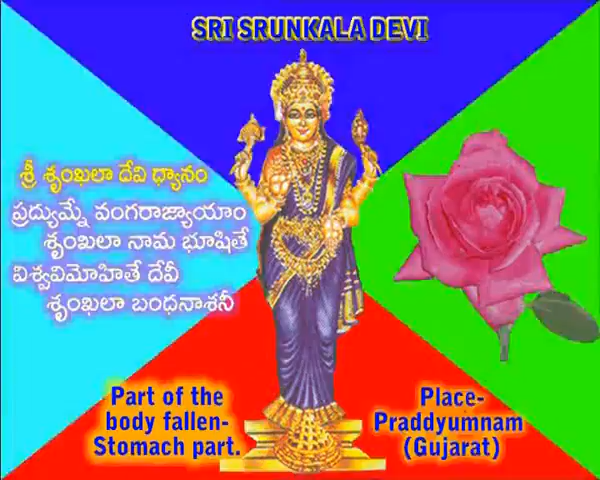 SRI SRUNKALA DEVI
శ్రీ శృంఖలా దేవి ధ్యానం
ప్రద్యుమ్నే వంగరాజ్యాయాం
శృంఖలా నామ భూషితే
విశ్వవిమోహితే దేవీ
శృంఖలా బంధనాశనీ
Part of the
body fallen-
Stomach part.
Place-
Praddyumnam
(Gujarat)